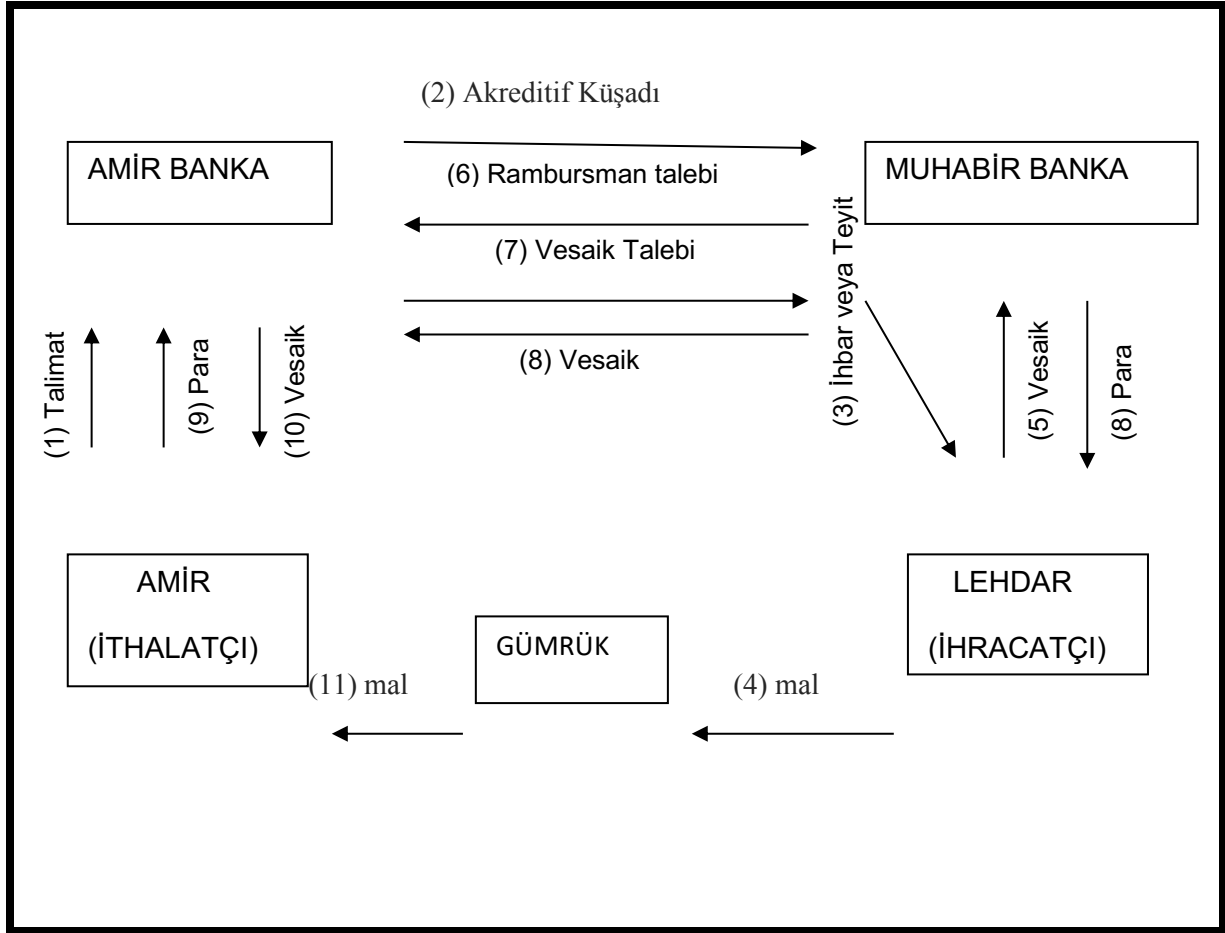 (2) Akreditif Küşadı
AMİR BANKA
(6) Rambursman talebi
MUHABİR BANKA
(7) Vesaik Talebi
(8) Vesaik
(3) İhbar veya Teyit
(1) Talimat
(9) Para
(10) Vesaik
(5) Vesaik
(8) Para
AMİR
(İTHALATÇI)
GÜMRÜK
LEHDAR
(İHRACATÇI)
(11) mal
(4) mal